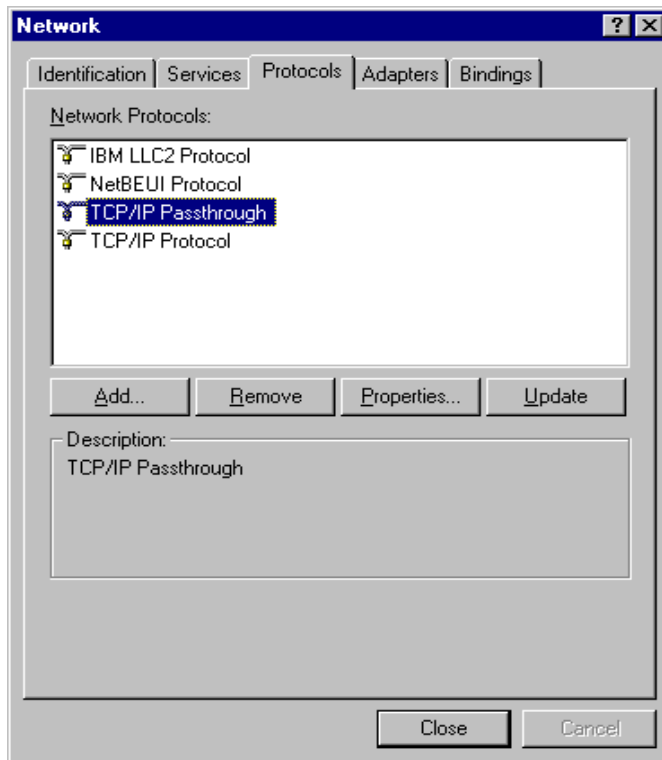 Network
Identification Services Protocols Adapters Bindings
Network Protocols:
IBM LLC2 Protocol
NetBEUI Protocol
TCP/IP Passthrough
TCP/IP Protocol
Add... Remove Properties... Update
Description:
TCP/IP Passthrough
Close Cancel